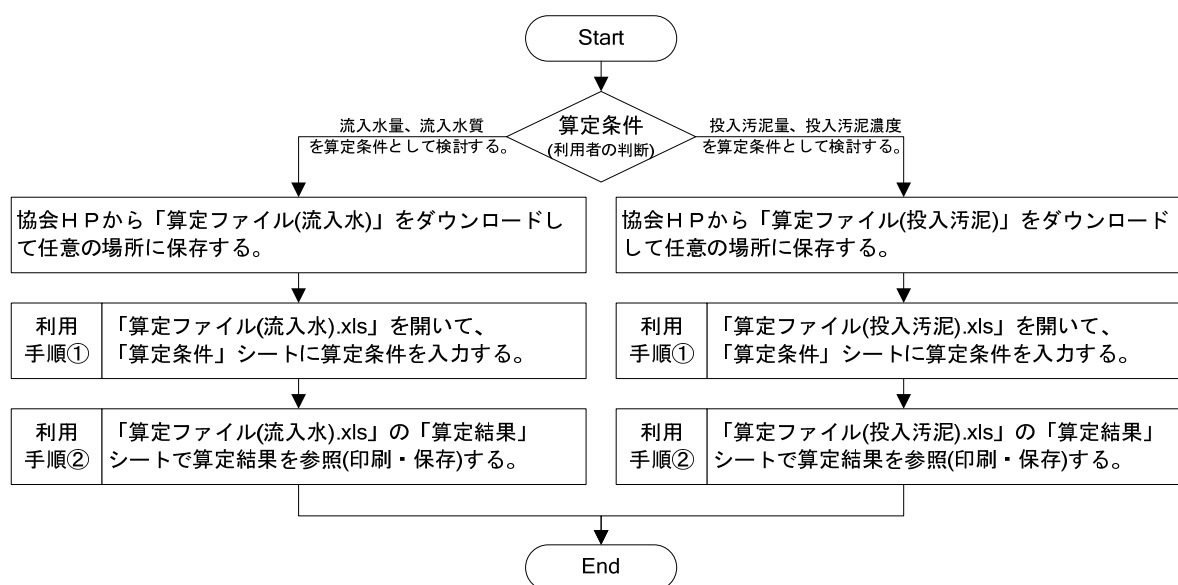 Start
算定条件
(利用者の判断)
流入水量、流入水質
を算定条件として検討する。
投入汚泥量、投入汚泥濃度
を算定条件として検討する。
協会ＨＰから「算定ファイル(流入水)」をダウンロードし
て任意の場所に保存する。
利用
手順①
「算定ファイル(流入水).xls」を開いて、
「算定条件」シートに算定条件を入力する。
利用
手順②
「算定ファイル(流入水).xls」の「算定結果」
シートで算定結果を参照(印刷・保存)する。
協会ＨＰから「算定ファイル(投入汚泥)」をダウンロード
して任意の場所に保存する。
利用
手順①
「算定ファイル(投入汚泥).xls」を開いて、
「算定条件」シートに算定条件を入力する。
利用
手順②
「算定ファイル(投入汚泥).xls」の「算定結果」
シートで算定結果を参照(印刷・保存)する。
End